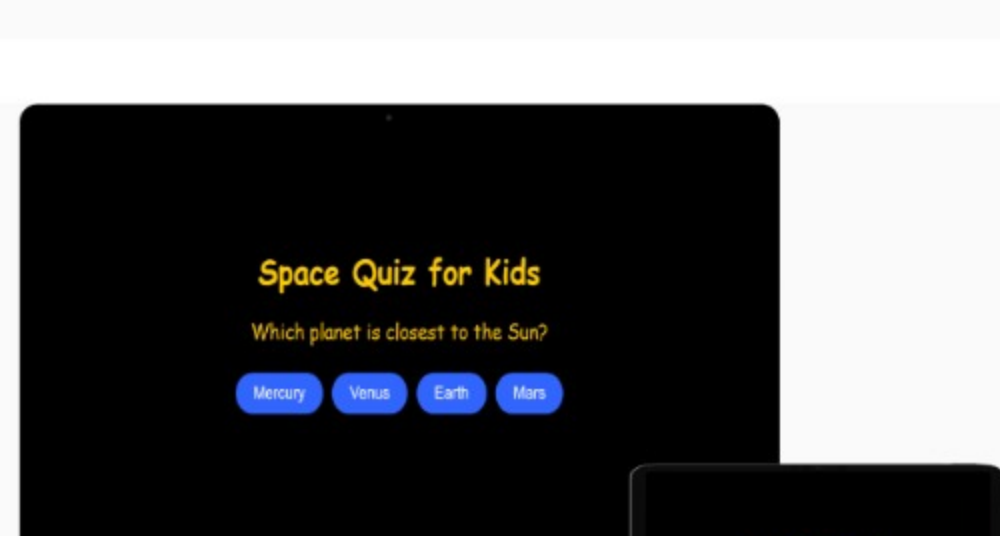 Space Quiz for Kids
Which planet is closest to the Sun?
Mercury Venus Earth Mars